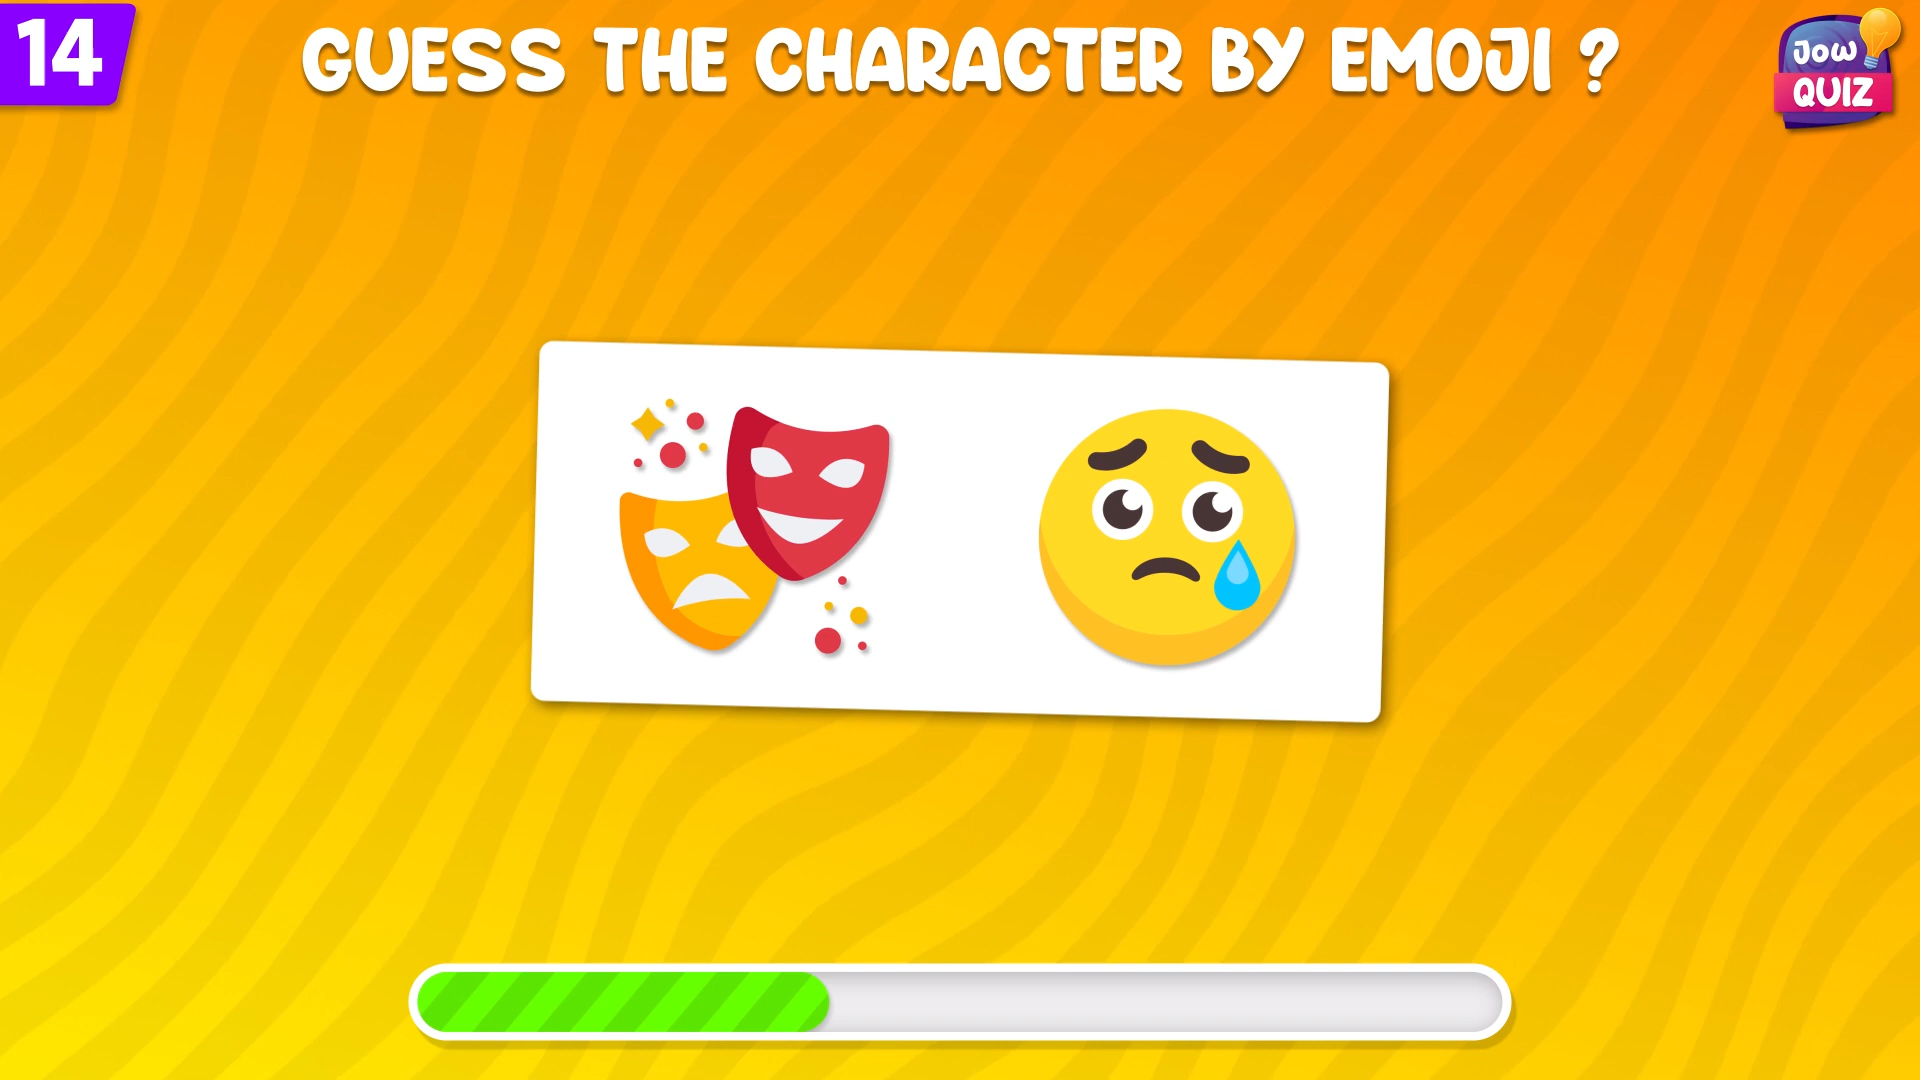 14
GUESS THE CHARACTER BY EMOJI ?
JOW
QUIZ